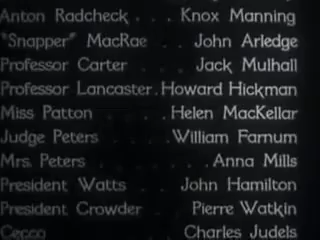 Anton Radcheck . . . Knox Manning
"Snapper" MacRae . . John Arledge
Professor Carter . . . Jack Mulhall
Professor Lancaster. Howard Hickman
Miss Patton . . Helen MacKellar
Judge Peters . . . William Farnum
Mrs. Peters . . . . Anna Mills
President Watts . . John Hamilton
President Crowder . . Pierre Watkin
Cecco . . . Charles Judels